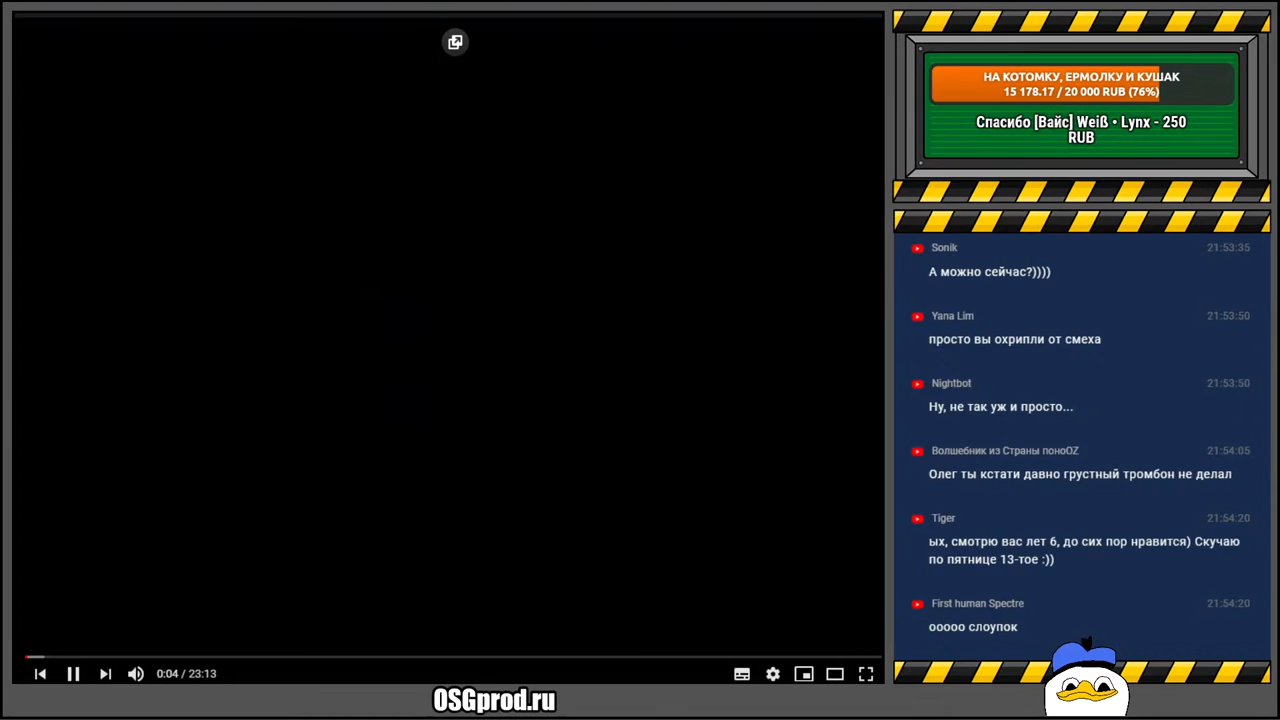 НА КОТОМКУ, ЕРМОЛКУ И КУШАК
15 178.17 / 20 000 RUB (76%)
Спасибо [Вайс] Weiß • Lynx - 250
RUB
Sonik 21:53:35
А можно сейчас?))))
Yana Lim 21:53:50
просто вы охрипли от смеха
Nightbot 21:53:50
Ну, не так уж и просто...
Волшебник из Страны поноOZ 21:54:05
Олег ты кстати давно грустный тромбон не делал
Tiger 21:54:20
ых, смотрю вас лет 6, до сих пор нравится) Скучаю
по пятнице 13-тое :))
First human Spectre 21:54:20
ооооо слоупок
0:04 / 23:13
OSGprod.ru